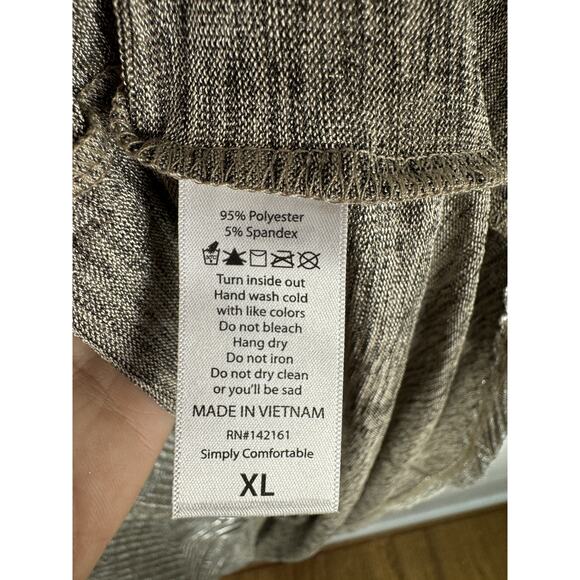 95% Polyester
5% Spandex
Turn inside out
Hand wash cold
with like colors
Do not bleach
Hang dry
Do not iron
Do not dry clean
or you'll be sad
MADE IN VIETNAM
RN#142161
Simply Comfortable
XL